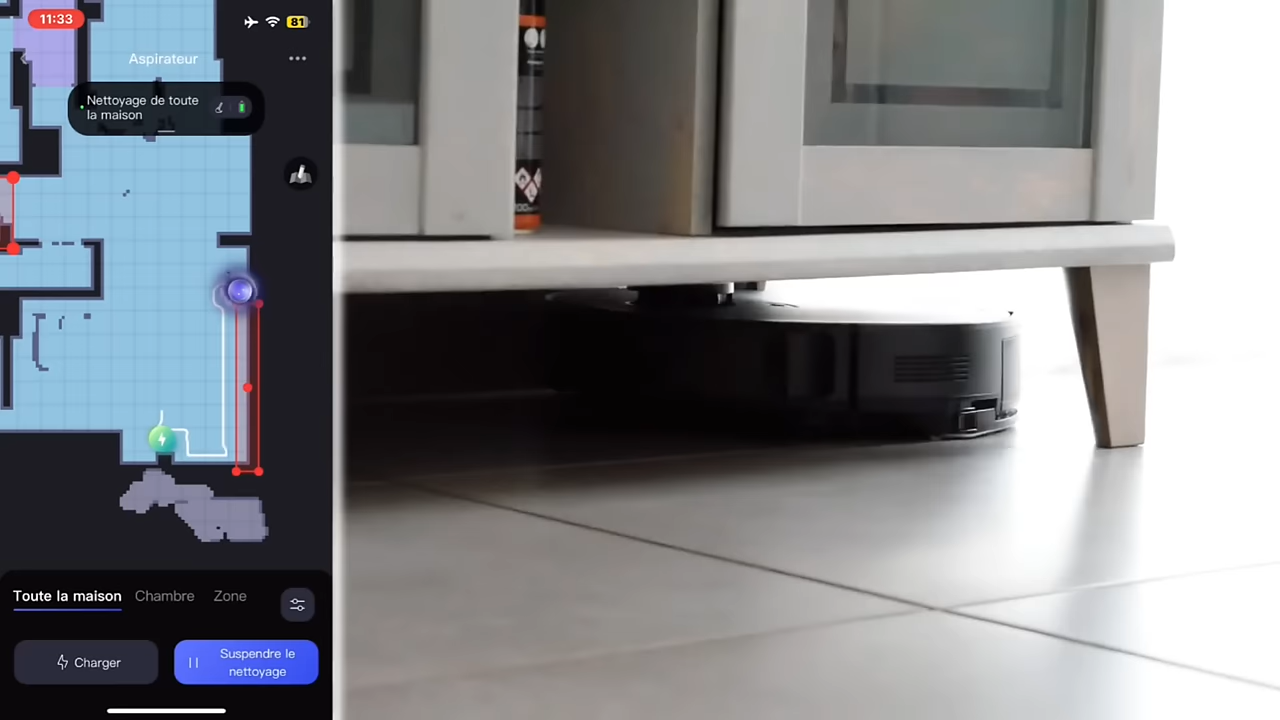 11:33
81
Aspirateur
Nettoyage de toute
la maison
Toute la maison
Chambre
Zone
Charger
Suspendre le
nettoyage